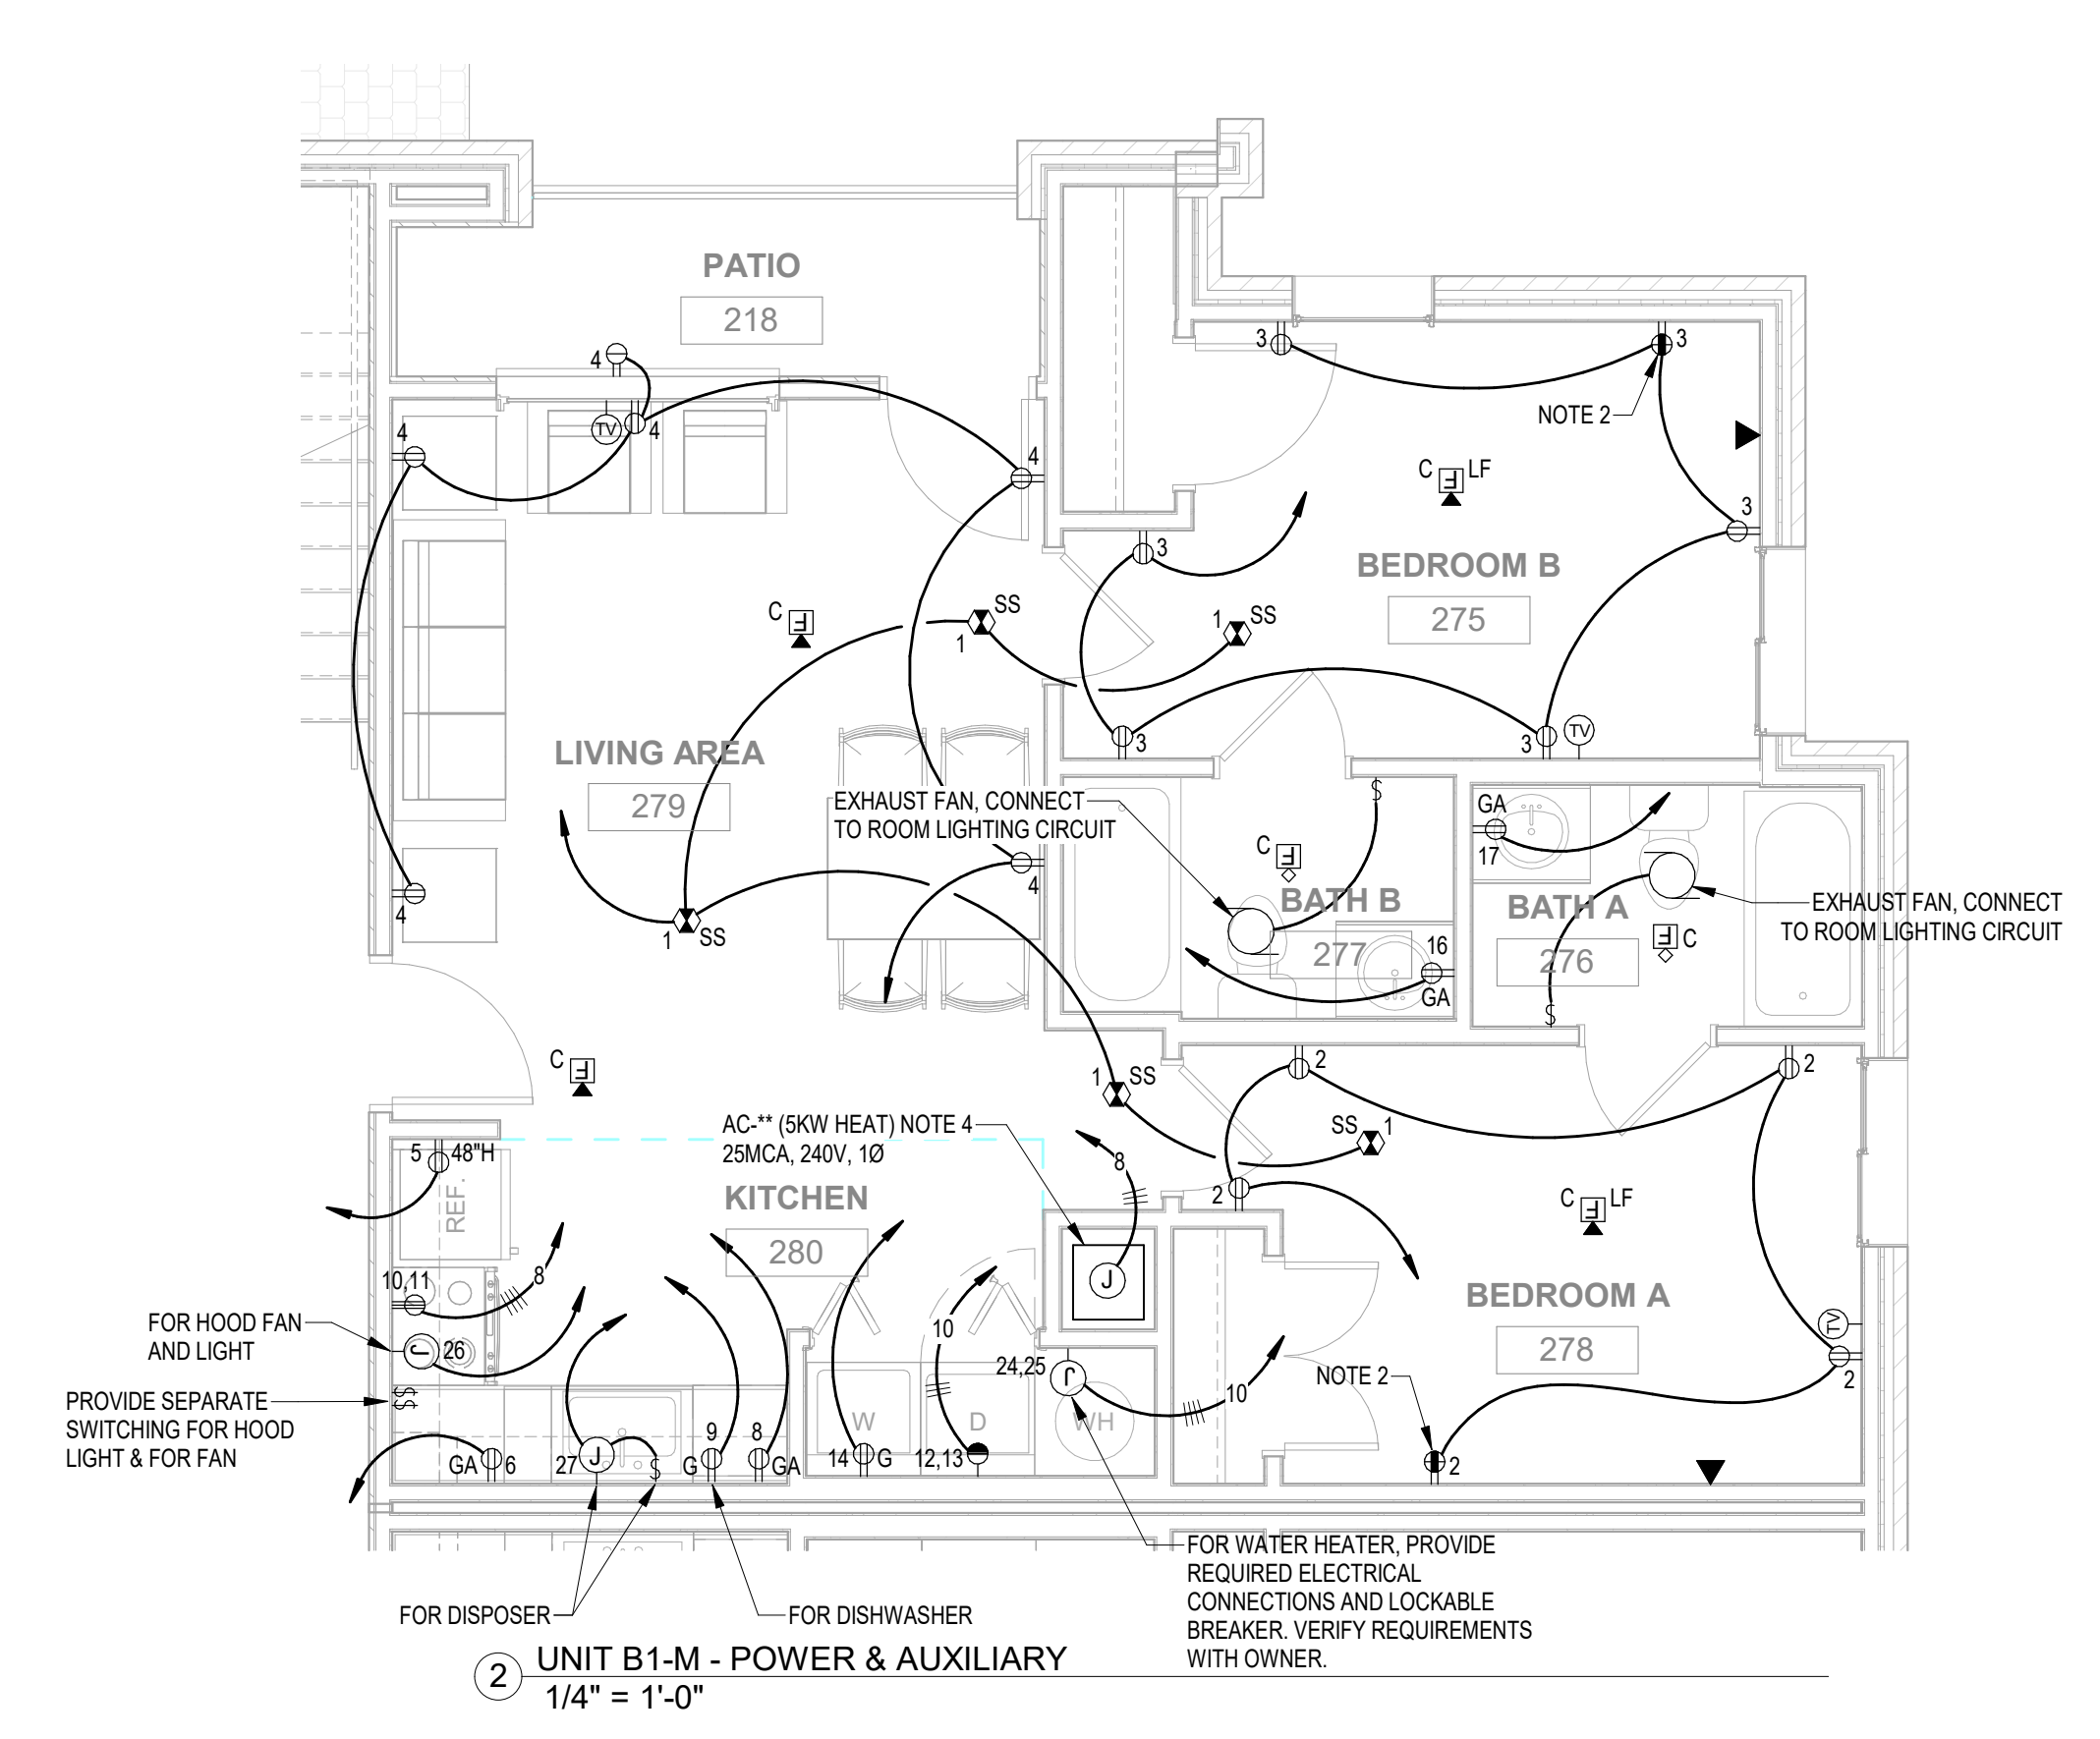 PATIO
218
4
3
3
NOTE 2
TV
4
4
4
C F LF
3
3
BEDROOM B
275
C F
SS
1
1
SS
LIVING AREA
279
3
3
TV
EXHAUST FAN, CONNECT
TO ROOM LIGHTING CIRCUIT
$
GA
17
C F
4
4
BATH B
277
BATH A
276
EXHAUST FAN, CONNECT
TO ROOM LIGHTING CIRCUIT
F C
1
SS
16
GA
$
C F
1
SS
2
2
AC-** (5KW HEAT) NOTE 4
25MCA, 240V, 1Ø
SS
1
5
48"H
8
2
C F LF
KITCHEN
280
REF.
J
10,11
8
BEDROOM A
278
FOR HOOD FAN
AND LIGHT
J
26
10
24,25
J
TV
2
NOTE 2
10
PROVIDE SEPARATE
SWITCHING FOR HOOD
LIGHT & FOR FAN
$$
W
D
WH
GA
6
27
J
$
9
G
8
GA
14
G
12,13
2
FOR WATER HEATER, PROVIDE
REQUIRED ELECTRICAL
CONNECTIONS AND LOCKABLE
BREAKER. VERIFY REQUIREMENTS
WITH OWNER.
FOR DISPOSER
FOR DISHWASHER
2
UNIT B1-M - POWER & AUXILIARY
1/4" = 1'-0"